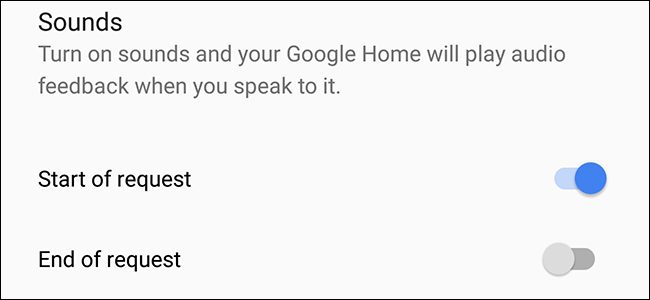 Sounds
Turn on sounds and your Google Home will play audio
feedback when you speak to it.
Start of request
End of request